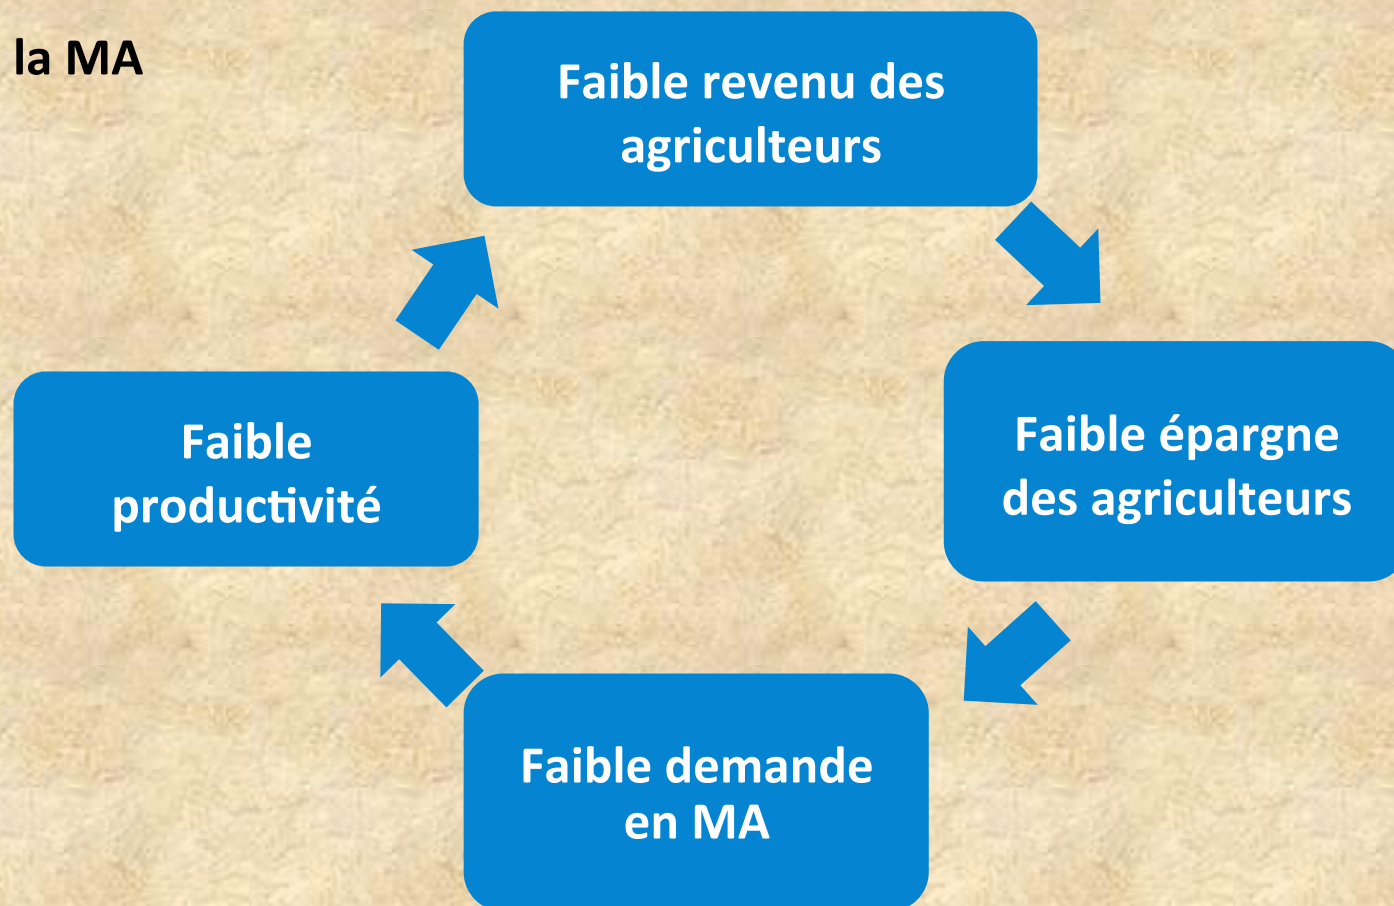 la MA
Faible revenu des
agriculteurs
Faible épargne
des agriculteurs
Faible demande
en MA
Faible
productivité